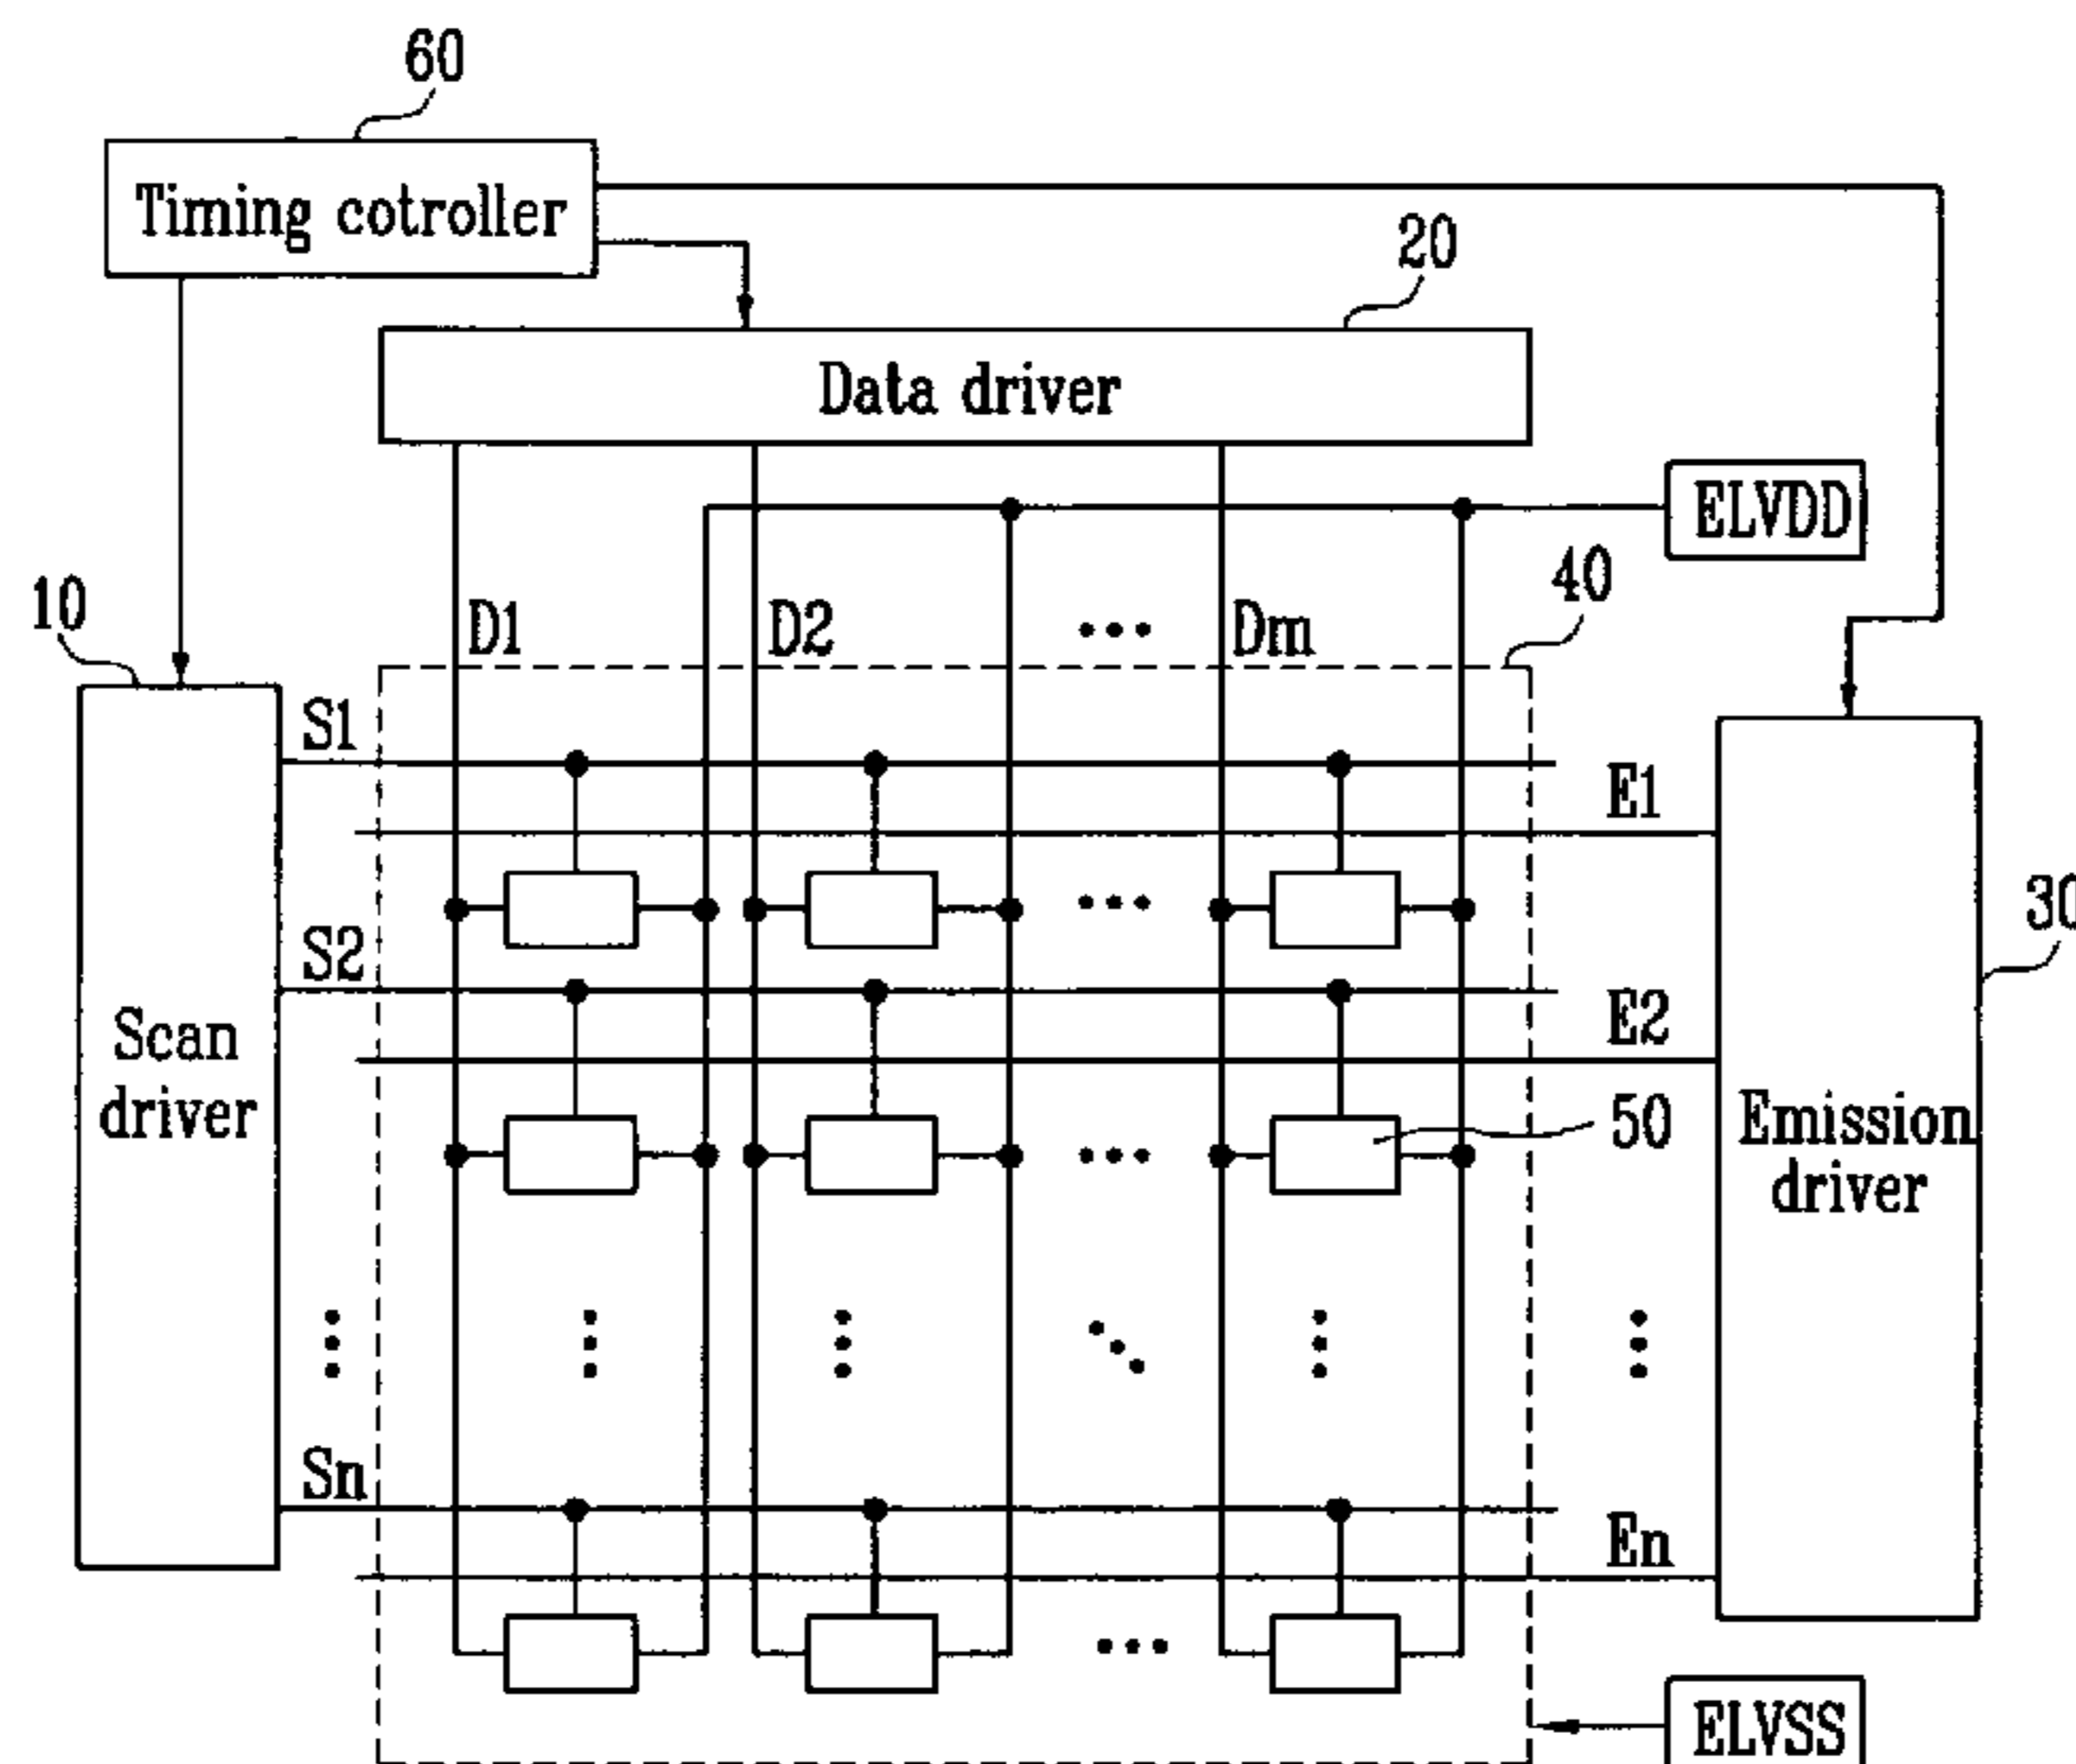 60
Timing cotroller
20
Data driver
ELVDD
40
10
D1
D2
Dm
S1
E1
30
S2
E2
Scan
driver
50
Emission
driver
Sn
En
ELVSS